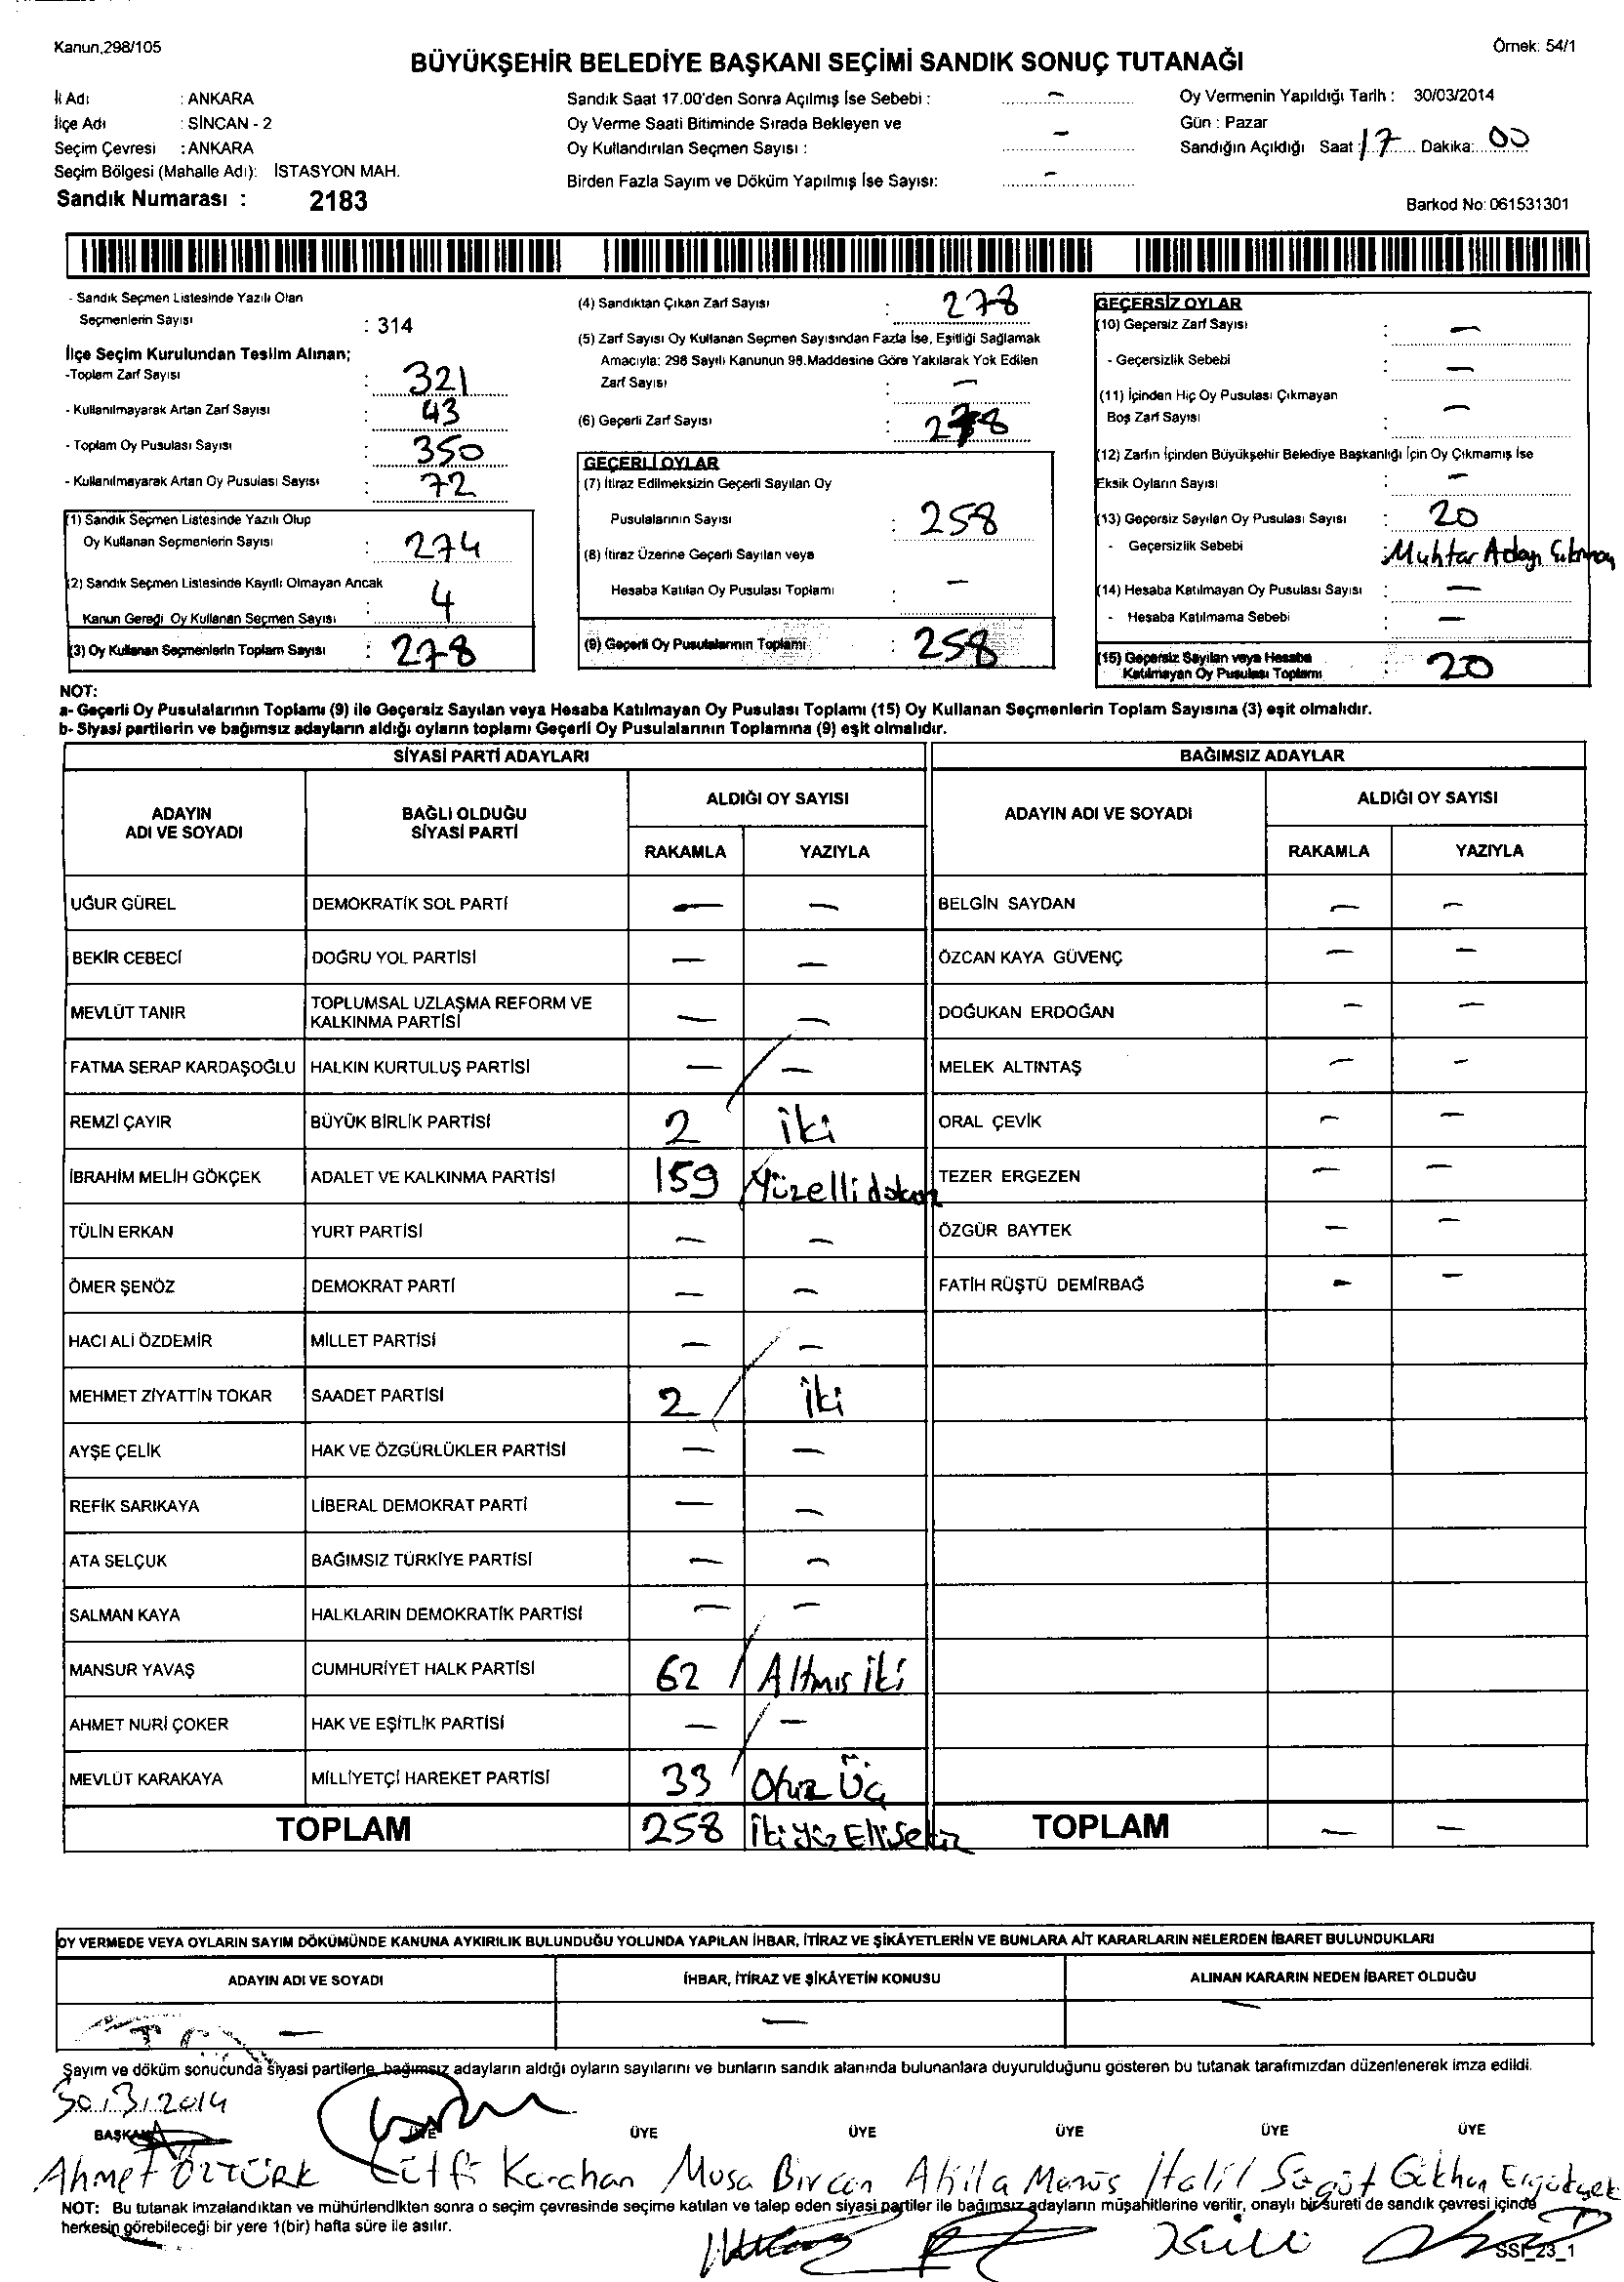 Kanun,298/105
Örnek: 54/1
BÜYÜKŞEHİR BELEDİYE BAŞKANI SEÇİMİ SANDIK SONUÇ TUTANAĞI
İl Adı : ANKARA
İlçe Adı : SİNCAN - 2
Seçim Çevresi : ANKARA
Seçim Bölgesi (Mahalle Adı): İSTASYON MAH.
Sandık Numarası : 2183
Sandık Saat 17.00'den Sonra Açılmış İse Sebebi : –
Oy Verme Saati Bitiminde Sırada Bekleyen ve
Oy Kullandırılan Seçmen Sayısı : –
Birden Fazla Sayım ve Döküm Yapılmış İse Sayısı: –
Oy Vermenin Yapıldığı Tarih : 30/03/2014
Gün : Pazar
Sandığın Açıldığı Saat : 17 Dakika: 00
Barkod No: 061531301
- Sandık Seçmen Listesinde Yazılı Olan
Seçmenlerin Sayısı : 314
İlçe Seçim Kurulundan Teslim Alınan;
-Toplam Zarf Sayısı : 321
- Kullanılmayarak Artan Zarf Sayısı : 43
- Toplam Oy Pusulası Sayısı : 350
- Kullanılmayarak Artan Oy Pusulası Sayısı : 72
(1) Sandık Seçmen Listesinde Yazılı Olup
Oy Kullanan Seçmenlerin Sayısı : 274
(2) Sandık Seçmen Listesinde Kayıtlı Olmayan Ancak
Kanun Gereği Oy Kullanan Seçmen Sayısı : 4
(3) Oy Kullanan Seçmenlerin Toplam Sayısı : 278
(4) Sandıktan Çıkan Zarf Sayısı : 278
(5) Zarf Sayısı Oy Kullanan Seçmen Sayısından Fazla İse, Eşitliği Sağlamak
Amacıyla: 298 Sayılı Kanunun 98.Maddesine Göre Yakılarak Yok Edilen
Zarf Sayısı : –
(6) Geçerli Zarf Sayısı : 278
GEÇERLİ OYLAR
(7) İtiraz Edilmeksizin Geçerli Sayılan Oy
Pusulalarının Sayısı : 258
(8) İtiraz Üzerine Geçerli Sayılan veya
Hesaba Katılan Oy Pusulası Toplamı : –
(9) Geçerli Oy Pusulalarının Toplamı : 258
GEÇERSİZ OYLAR
(10) Geçersiz Zarf Sayısı : –
- Geçersizlik Sebebi : –
(11) İçinden Hiç Oy Pusulası Çıkmayan
Boş Zarf Sayısı : –
(12) Zarfın İçinden Büyükşehir Belediye Başkanlığı İçin Oy Çıkmamış İse
Eksik Oyların Sayısı : –
(13) Geçersiz Sayılan Oy Pusulası Sayısı : 20
- Geçersizlik Sebebi : Muhtar Aday
(14) Hesaba Katılmayan Oy Pusulası Sayısı : –
- Hesaba Katılmama Sebebi : –
(15) Geçersiz Sayılan veya Hesaba
Katılmayan Oy Pusulası Toplamı : 20
NOT:
a- Geçerli Oy Pusulalarının Toplamı (9) ile Geçersiz Sayılan veya Hesaba Katılmayan Oy Pusulası Toplamı (15) Oy Kullanan Seçmenlerin Toplam Sayısına (3) eşit olmalıdır.
b- Siyasi partilerin ve bağımsız adayların aldığı oyların toplamı Geçerli Oy Pusulalarının Toplamına (9) eşit olmalıdır.
SİYASİ PARTİ ADAYLARI
ADAYIN ADI VE SOYADI BAĞLI OLDUĞU SİYASİ PARTİ ALDIĞI OY SAYISI
RAKAMLA YAZIYLA
UĞUR GÜREL DEMOKRATİK SOL PARTİ – –
BEKİR CEBECİ DOĞRU YOL PARTİSİ – –
MEVLÜT TANIR TOPLUMSAL UZLAŞMA REFORM VE KALKINMA PARTİSİ – –
FATMA SERAP KARDAŞOĞLU HALKIN KURTULUŞ PARTİSİ – –
REMZİ ÇAYIR BÜYÜK BİRLİK PARTİSİ 2 iki
İBRAHİM MELİH GÖKÇEK ADALET VE KALKINMA PARTİSİ 159 Yüzelli dokuz
TÜLİN ERKAN YURT PARTİSİ – –
ÖMER ŞENÖZ DEMOKRAT PARTİ – –
HACI ALİ ÖZDEMİR MİLLET PARTİSİ – –
MEHMET ZİYATTİN TOKAR SAADET PARTİSİ 2 iki
AYŞE ÇELİK HAK VE ÖZGÜRLÜKLER PARTİSİ – –
REFİK SARIKAYA LİBERAL DEMOKRAT PARTİ – –
ATA SELÇUK BAĞIMSIZ TÜRKİYE PARTİSİ – –
SALMAN KAYA HALKLARIN DEMOKRATİK PARTİSİ – –
MANSUR YAVAŞ CUMHURİYET HALK PARTİSİ 62 Altmış iki
AHMET NURİ ÇOKER HAK VE EŞİTLİK PARTİSİ – –
MEVLÜT KARAKAYA MİLLİYETÇİ HAREKET PARTİSİ 33 Otuz Üç
TOPLAM 258 İkiyüz Ellisekiz
BAĞIMSIZ ADAYLAR
ADAYIN ADI VE SOYADI ALDIĞI OY SAYISI
RAKAMLA YAZIYLA
BELGİN SAYDAN – –
ÖZCAN KAYA GÜVENÇ – –
DOĞUKAN ERDOĞAN – –
MELEK ALTINTAŞ – –
ORAL ÇEVİK – –
TEZER ERGEZEN – –
ÖZGÜR BAYTEK – –
FATİH RÜŞTÜ DEMİRBAĞ – –
TOPLAM – –
OY VERMEDE VEYA OYLARIN SAYIM DÖKÜMÜNDE KANUNA AYKIRILIK BULUNDUĞU YOLUNDA YAPILAN İHBAR, İTİRAZ VE ŞİKÂYETLERİN VE BUNLARA AİT KARARLARIN NELERDEN İBARET BULUNDUKLARI
ADAYIN ADI VE SOYADI İHBAR, İTİRAZ VE ŞİKÂYETİN KONUSU ALINAN KARARIN NEDEN İBARET OLDUĞU
– – –
Sayım ve döküm sonucunda siyasi partilerle bağımsız adayların aldığı oyların sayılarını ve bunların sandık alanında bulunanlara duyurulduğunu gösteren bu tutanak tarafımızdan düzenlenerek imza edildi.
30.3.2014
BAŞKAN ÜYE ÜYE ÜYE ÜYE ÜYE ÜYE
Ahmet ÖZTÜRK Lütfi Karahan Musa Bircan Atila Halil Söğüt Gökhan
NOT: Bu tutanak imzalandıktan ve mühürlendikten sonra o seçim çevresinde seçime katılan ve talep eden siyasi partiler ile bağımsız adayların müşahitlerine verilir, onaylı bir sureti de sandık çevresi içinde
herkesin görebileceği bir yere 1(bir) hafta süre ile asılır.
SSI_23_1